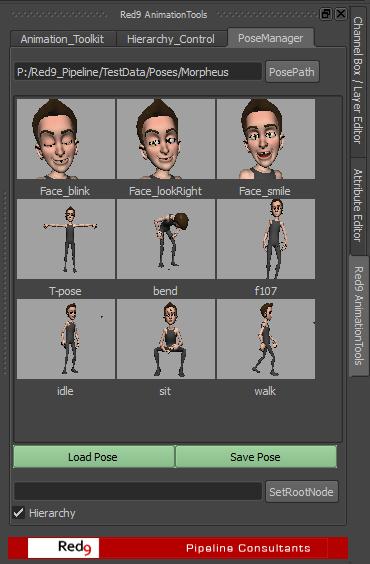 Red9 AnimationTools
Animation_Toolkit Hierarchy_Control PoseManager
P:/Red9_Pipeline/TestData/Poses/Morpheus PosePath
Face_blink Face_lookRight Face_smile
T-pose bend f107
idle sit walk
Load Pose Save Pose
SetRootNode
Hierarchy
Red9 Pipeline Consultants
Channel Box / Layer Editor
Attribute Editor
Red9 AnimationTools